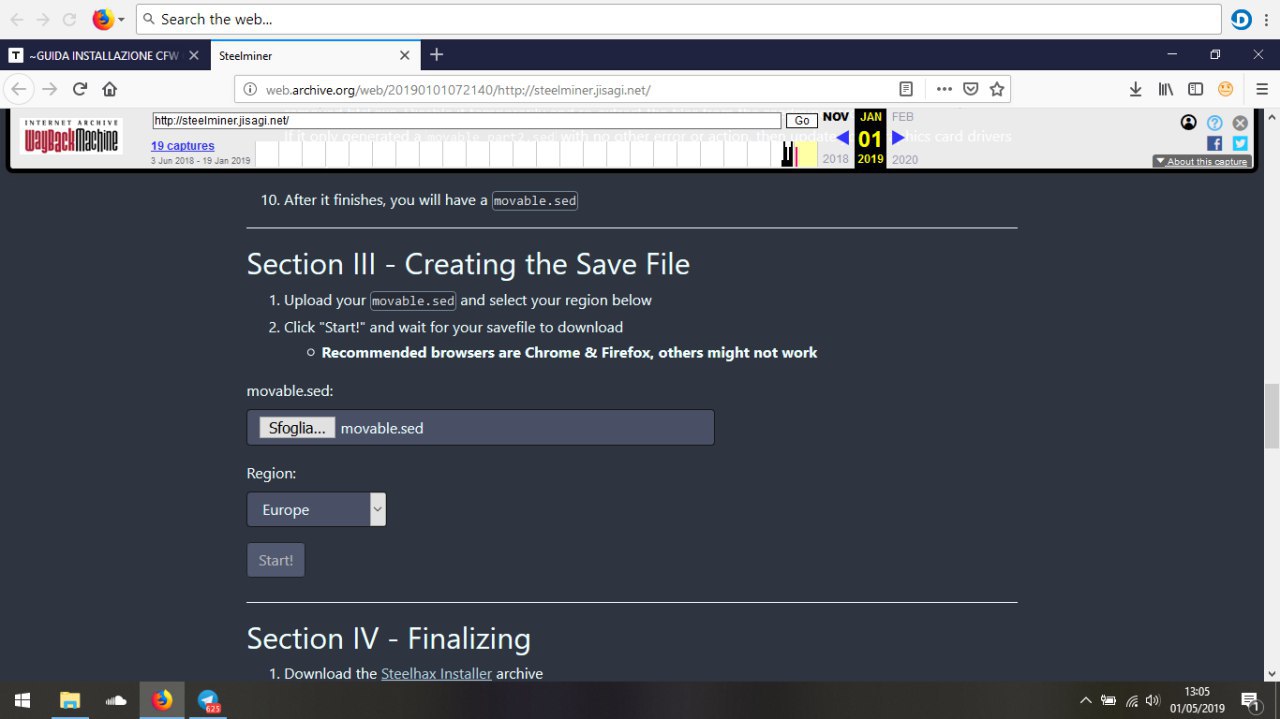 Search the web...
~GUIDA INSTALLAZIONE CFW
Steelminer
web.archive.org/web/20190101072140/http://steelminer.jisagi.net/
INTERNET ARCHIVE
WayBackMachine
http://steelminer.jisagi.net/
Go
NOV
JAN
FEB
19 captures
01
3 Jun 2018 - 19 Jan 2019
2018
2019
2020
About this capture
If it only generated a movable_part2.sed with no other error or action, then update hics card drivers
10. After it finishes, you will have a movable.sed
Section III - Creating the Save File
1. Upload your movable.sed and select your region below
2. Click "Start!" and wait for your savefile to download
Recommended browsers are Chrome & Firefox, others might not work
movable.sed:
Sfoglia... movable.sed
Region:
Europe
Start!
Section IV - Finalizing
1. Download the Steelhax Installer archive
625
13:05
01/05/2019
1